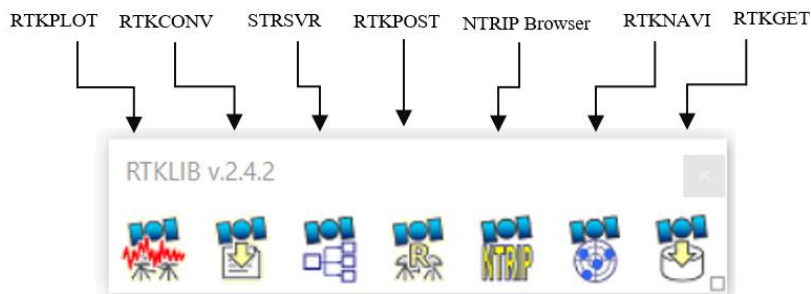 RTKPLOT RTKCONV STRSVR RTKPOST NTRIP Browser RTKNAVI RTKGET
RTKLIB v.2.4.2
R NTRIP